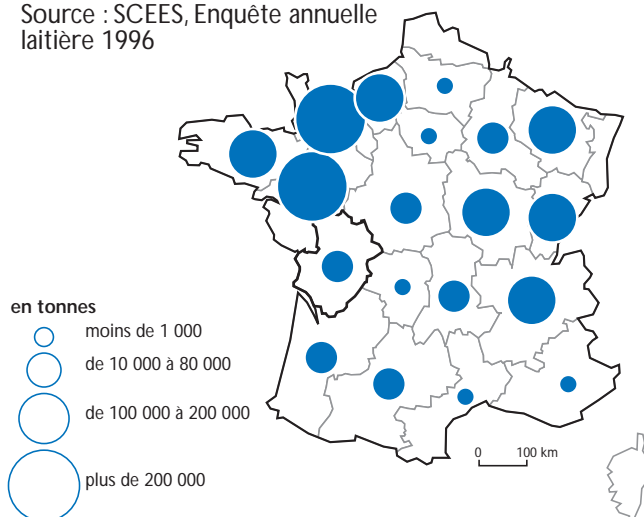 Source : SCEES, Enquête annuelle
laitière 1996
en tonnes
moins de 1 000
de 10 000 à 80 000
de 100 000 à 200 000
plus de 200 000
0 100 km